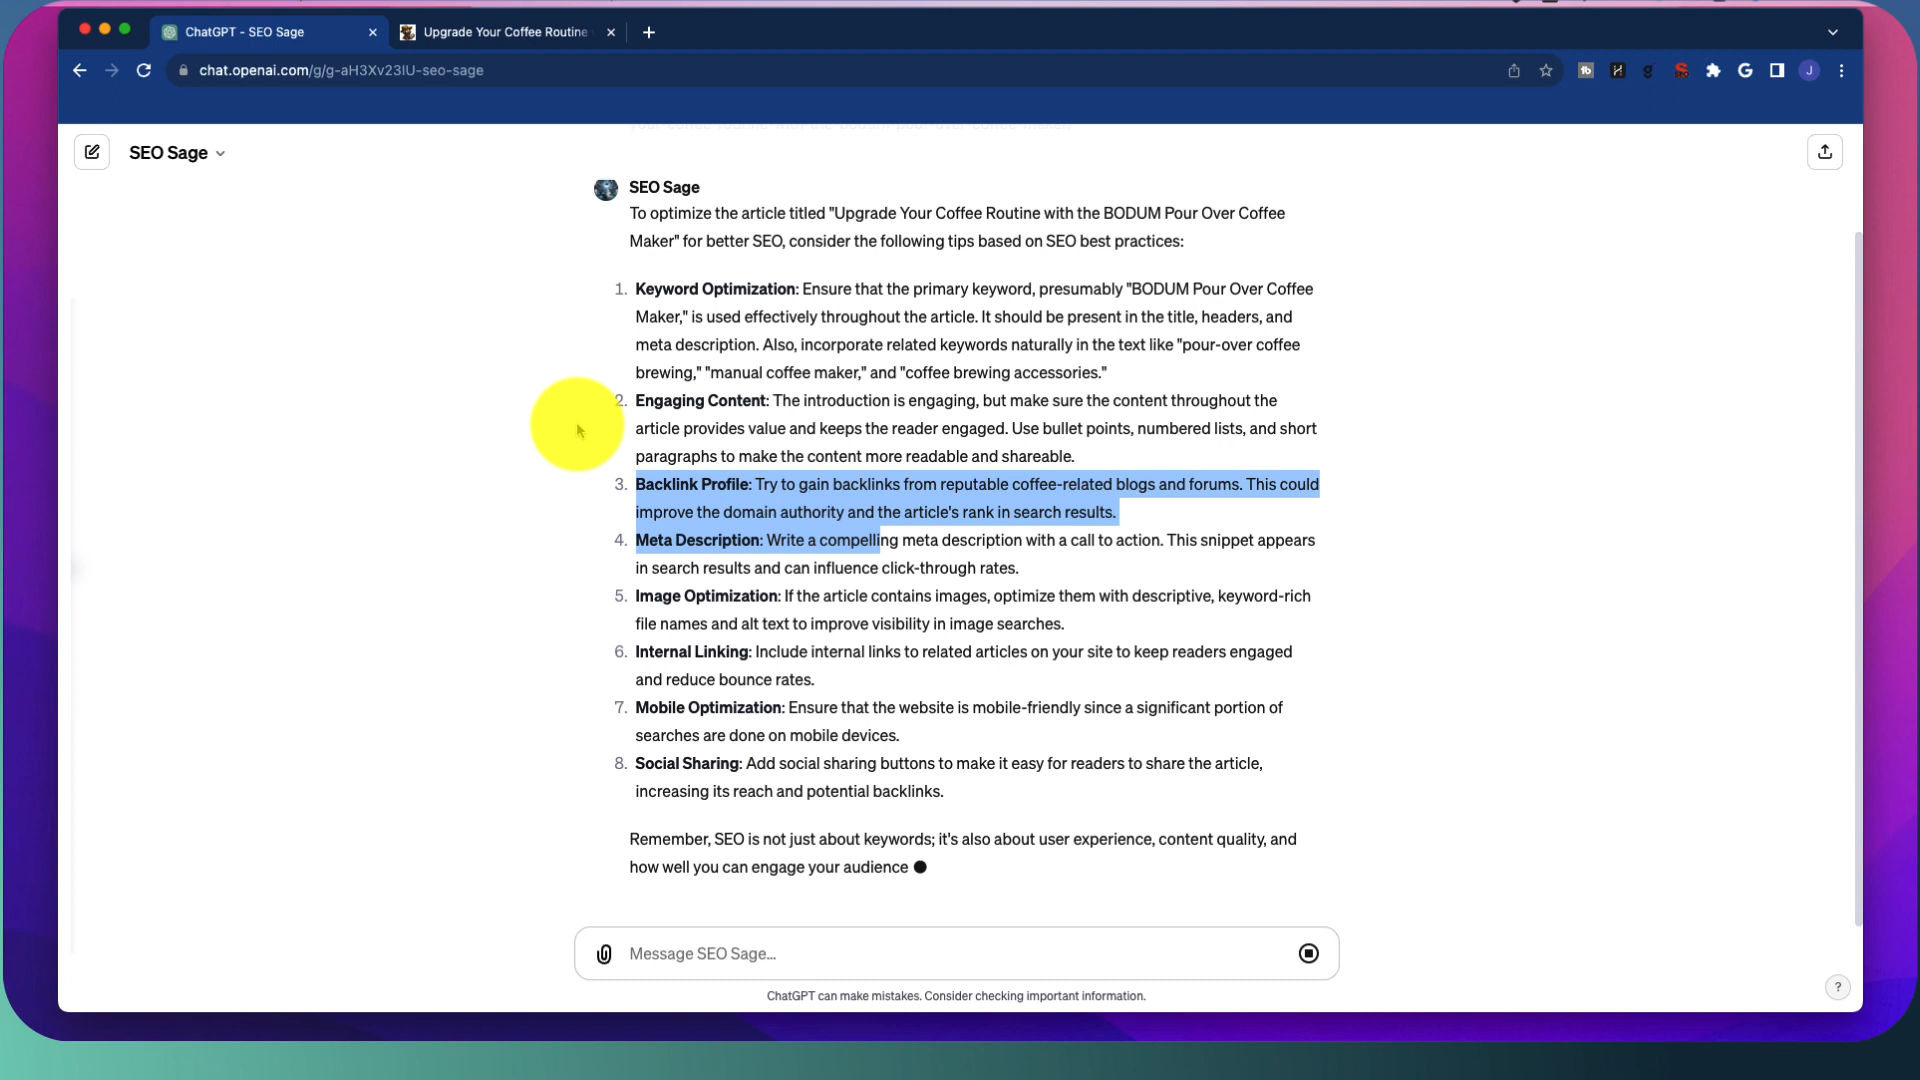 ChatGPT - SEO Sage
Upgrade Your Coffee Routine
chat.openai.com/g/g-aH3Xv23IU-seo-sage
tb
g
G
J
your coffee routine with the bodum pour over coffee maker/
SEO Sage
SEO Sage
To optimize the article titled "Upgrade Your Coffee Routine with the BODUM Pour Over Coffee
Maker" for better SEO, consider the following tips based on SEO best practices:
1. Keyword Optimization: Ensure that the primary keyword, presumably "BODUM Pour Over Coffee
Maker," is used effectively throughout the article. It should be present in the title, headers, and
meta description. Also, incorporate related keywords naturally in the text like "pour-over coffee
brewing," "manual coffee maker," and "coffee brewing accessories."
2. Engaging Content: The introduction is engaging, but make sure the content throughout the
article provides value and keeps the reader engaged. Use bullet points, numbered lists, and short
paragraphs to make the content more readable and shareable.
3. Backlink Profile: Try to gain backlinks from reputable coffee-related blogs and forums. This could
improve the domain authority and the article's rank in search results.
4. Meta Description: Write a compelling meta description with a call to action. This snippet appears
in search results and can influence click-through rates.
5. Image Optimization: If the article contains images, optimize them with descriptive, keyword-rich
file names and alt text to improve visibility in image searches.
6. Internal Linking: Include internal links to related articles on your site to keep readers engaged
and reduce bounce rates.
7. Mobile Optimization: Ensure that the website is mobile-friendly since a significant portion of
searches are done on mobile devices.
8. Social Sharing: Add social sharing buttons to make it easy for readers to share the article,
increasing its reach and potential backlinks.
Remember, SEO is not just about keywords; it's also about user experience, content quality, and
how well you can engage your audience
Message SEO Sage...
ChatGPT can make mistakes. Consider checking important information.
?